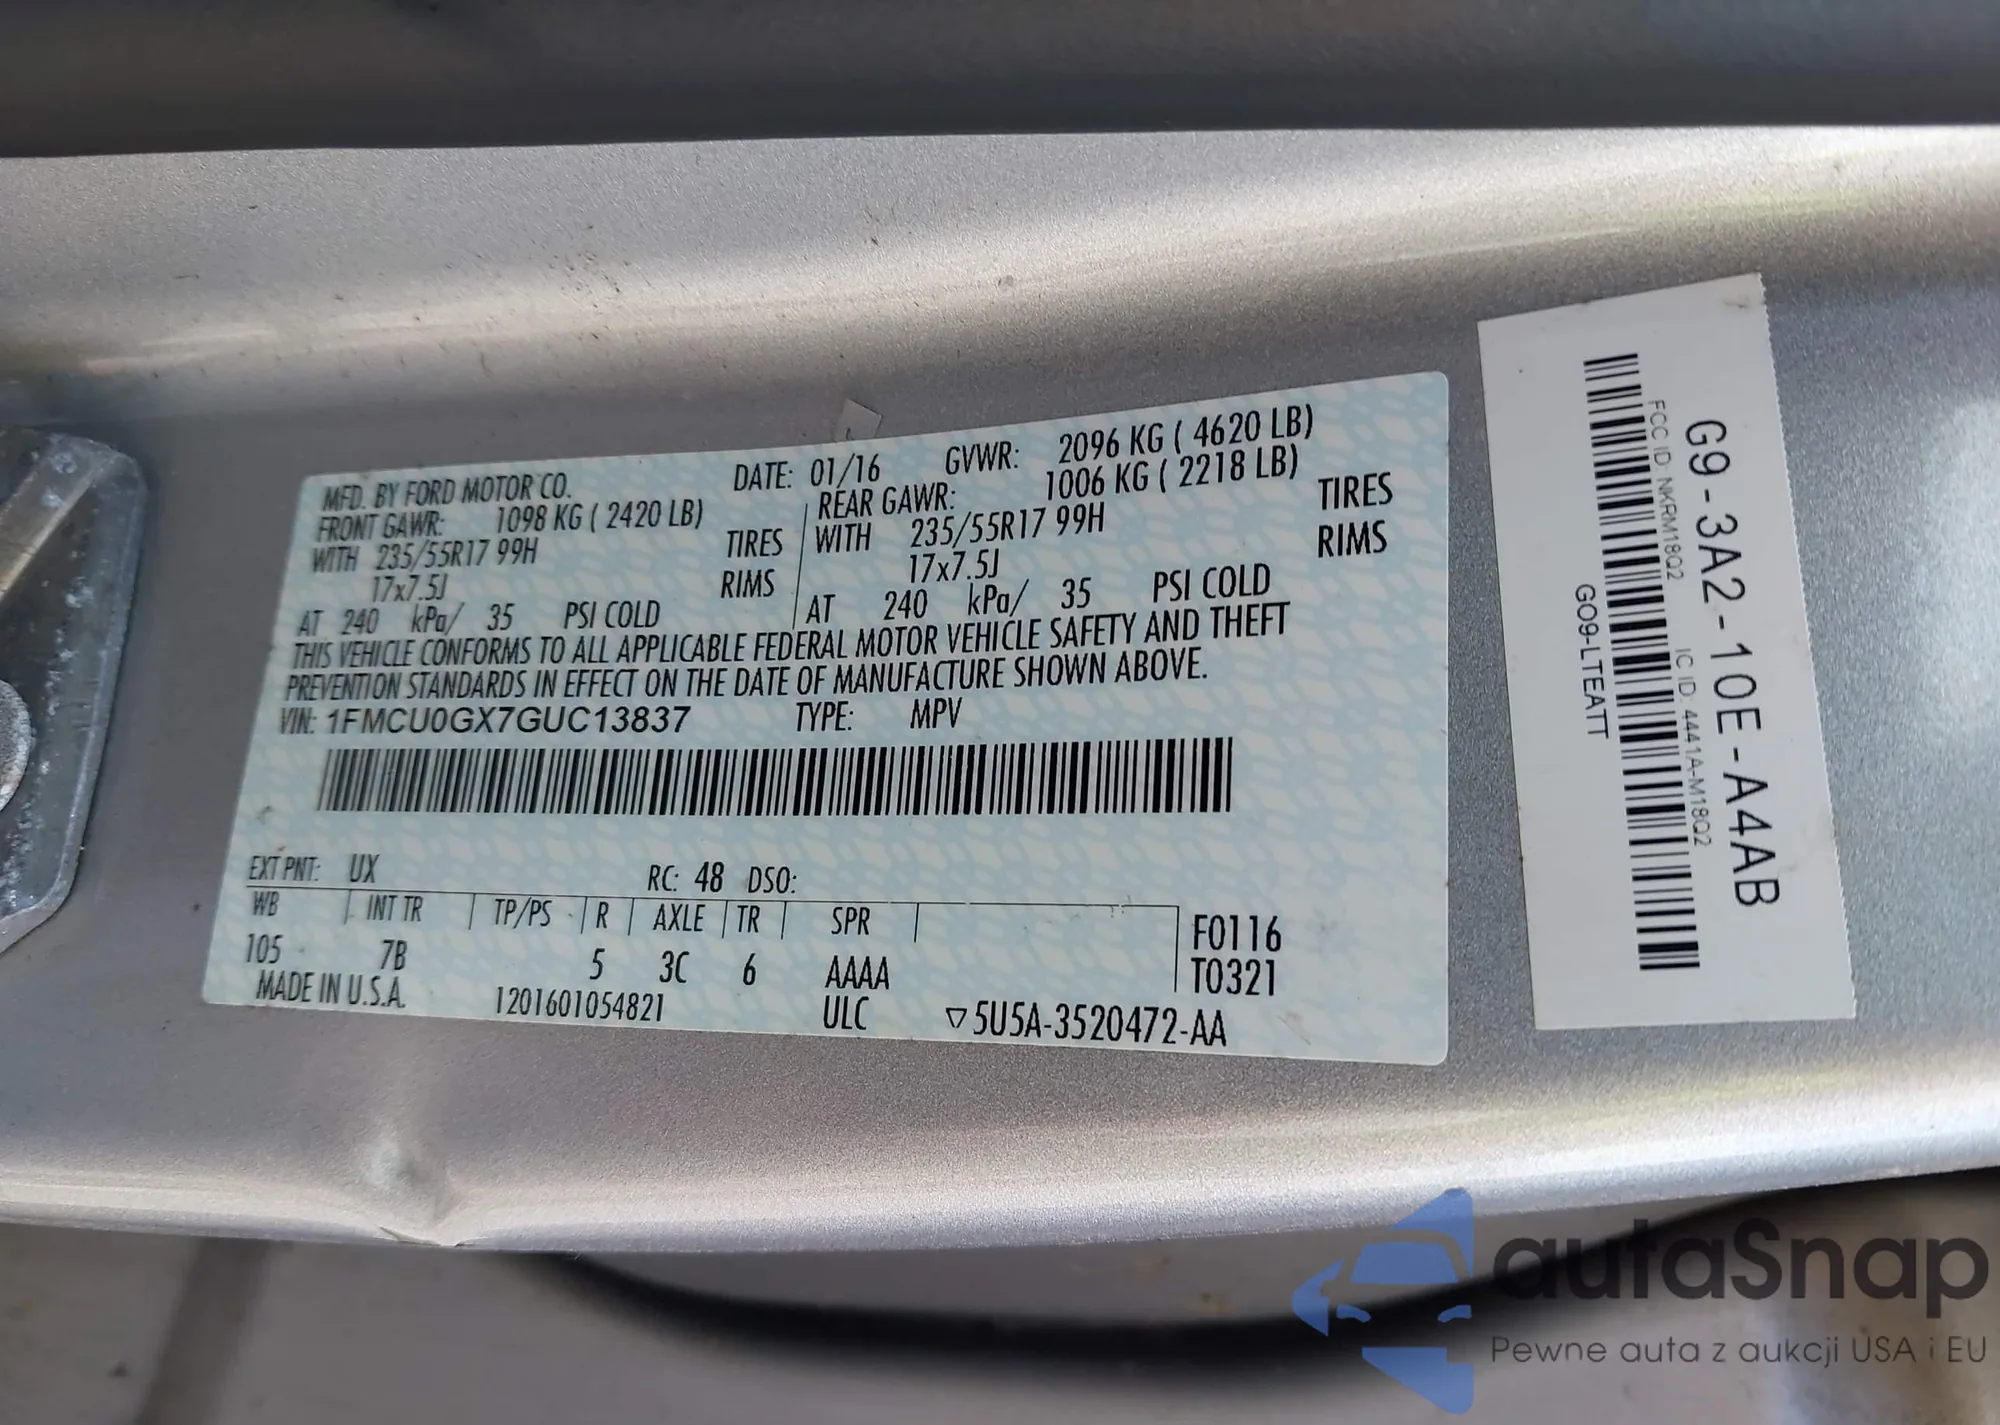 MFD. BY FORD MOTOR CO. DATE: 01/16 GVWR: 2096 KG ( 4620 LB)
FRONT GAWR: 1098 KG ( 2420 LB) REAR GAWR: 1006 KG ( 2218 LB)
WITH 235/55R17 99H TIRES WITH 235/55R17 99H TIRES
17x7.5J RIMS 17x7.5J RIMS
AT 240 kPa/ 35 PSI COLD AT 240 kPa/ 35 PSI COLD
THIS VEHICLE CONFORMS TO ALL APPLICABLE FEDERAL MOTOR VEHICLE SAFETY AND THEFT
PREVENTION STANDARDS IN EFFECT ON THE DATE OF MANUFACTURE SHOWN ABOVE.
VIN: 1FMCU0GX7GUC13837 TYPE: MPV
EXT PNT: UX RC: 48 DSO:
WB INT TR TP/PS R AXLE TR SPR F0116
105 7B 5 3C 6 AAAA T0321
MADE IN U.S.A. 1201601054821 ULC ▽5U5A-3520472-AA
G9-3A2-10E-A4AB
FCC ID: NKRM18Q2 IC ID: 4441A-M18Q2
GO9-LTEATT
autaSnap
Pewne auta z aukcji USA i EU